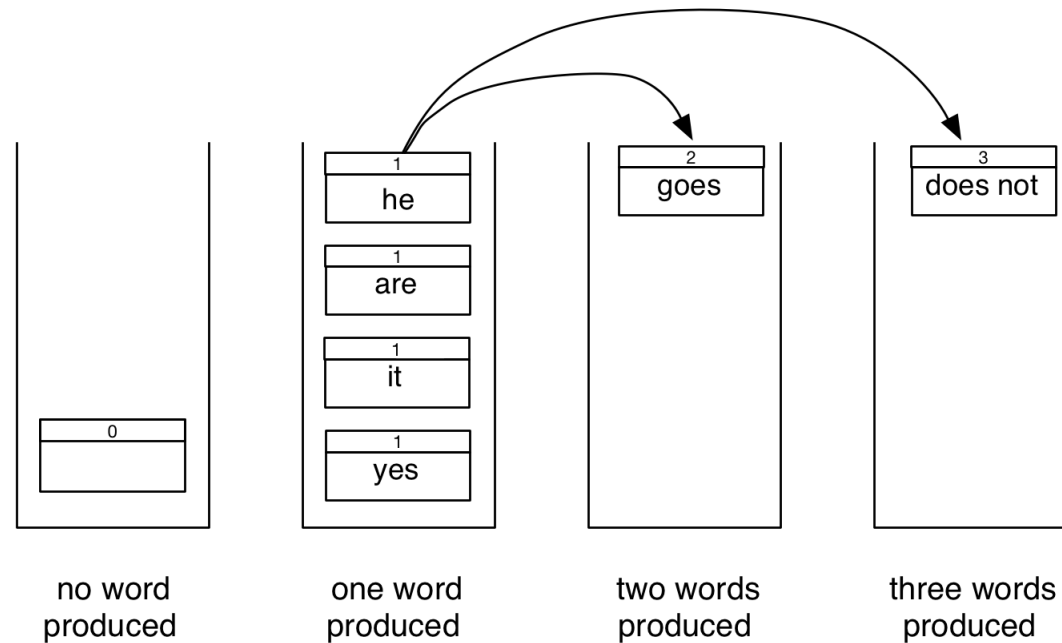 1
he
2
goes
3
does not
1
are
1
it
0
1
yes
no word
produced
one word
produced
two words
produced
three words
produced